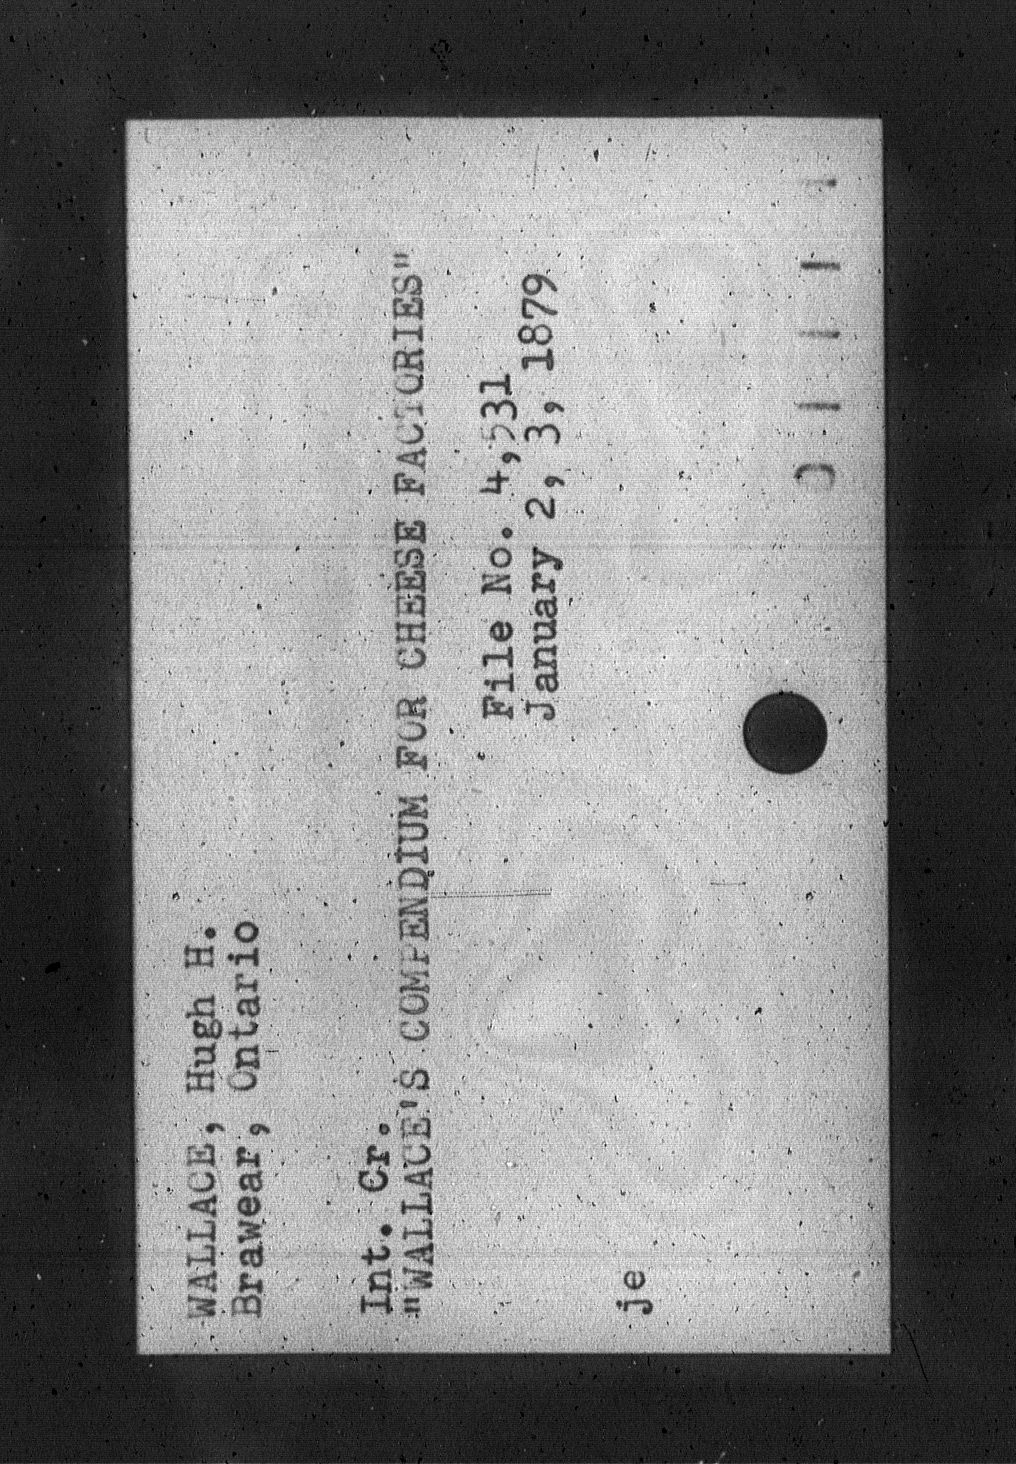 WALLACE, Hugh H.
Brawear, Ontario
Int. Cr.
"WALLACE'S COMPENDIUM FOR CHEESE FACTORIES"
File No. 4,531
January 2, 3, 1879
je